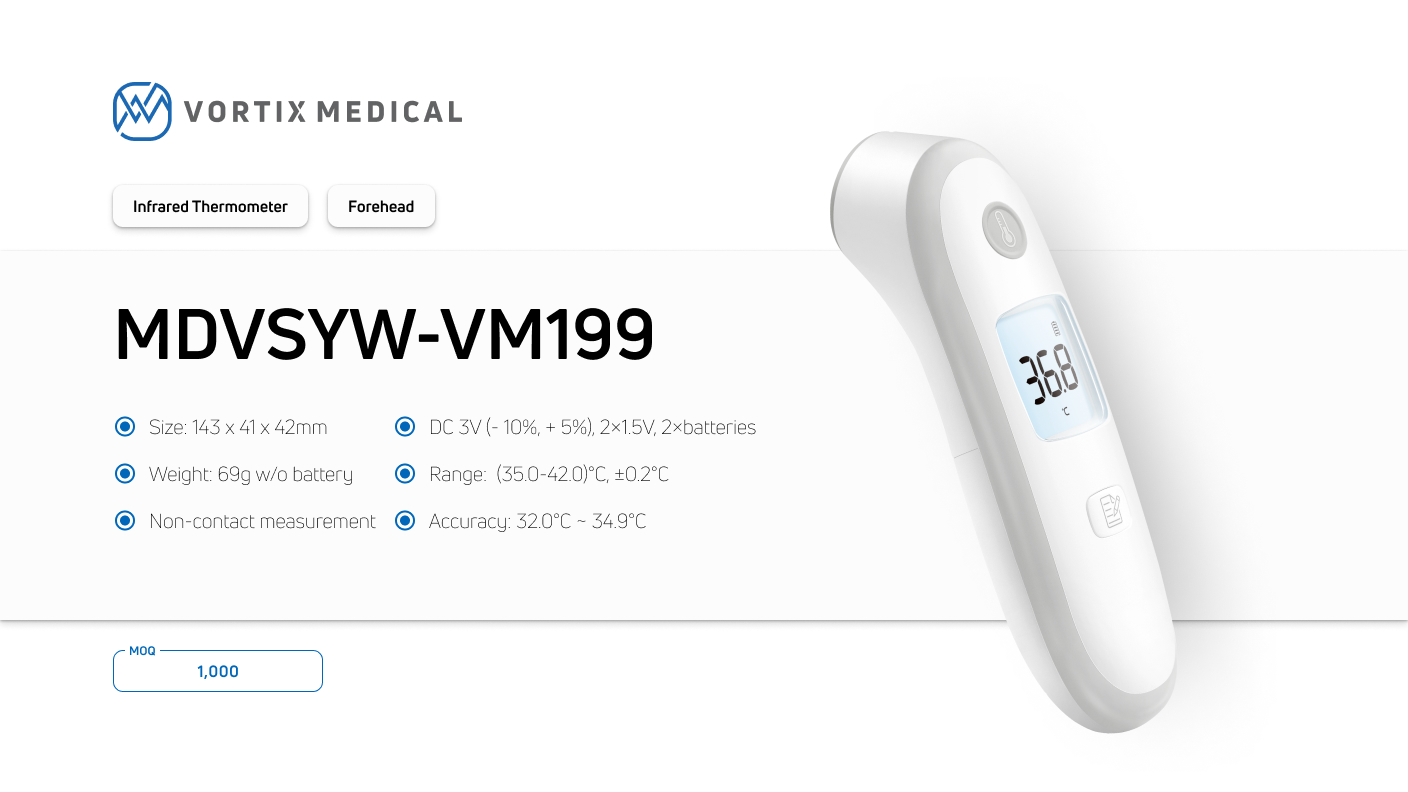 VORTIX MEDICAL
Infrared Thermometer
Forehead
MDVSYW-VM199
Size: 143 x 41 x 42mm
DC 3V (- 10%, + 5%), 2×1.5V, 2×batteries
Weight: 69g w/o battery
Range: (35.0-42.0)°C, ±0.2°C
Non-contact measurement
Accuracy: 32.0°C ~ 34.9°C
36.8
°C
MOQ
1,000